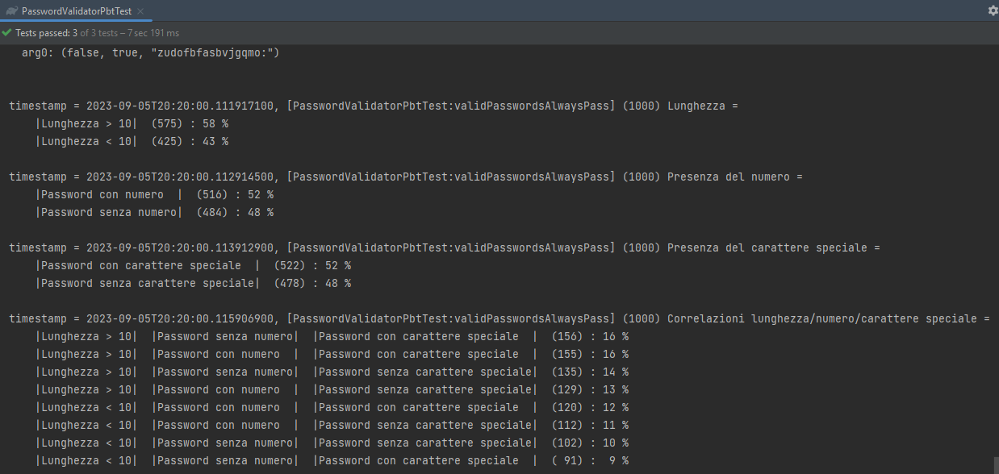 PasswordValidatorPbtTest
Tests passed: 3 of 3 tests – 7 sec 191 ms
arg0: (false, true, "zudofbfasbvjgqmo:")
timestamp = 2023-09-05T20:20:00.111917100, [PasswordValidatorPbtTest:validPasswordsAlwaysPass] (1000) Lunghezza =
|Lunghezza > 10|  (575) : 58 %
|Lunghezza < 10|  (425) : 43 %
timestamp = 2023-09-05T20:20:00.112914500, [PasswordValidatorPbtTest:validPasswordsAlwaysPass] (1000) Presenza del numero =
|Password con numero  |  (516) : 52 %
|Password senza numero|  (484) : 48 %
timestamp = 2023-09-05T20:20:00.113912900, [PasswordValidatorPbtTest:validPasswordsAlwaysPass] (1000) Presenza del carattere speciale =
|Password con carattere speciale  |  (522) : 52 %
|Password senza carattere speciale|  (478) : 48 %
timestamp = 2023-09-05T20:20:00.115906900, [PasswordValidatorPbtTest:validPasswordsAlwaysPass] (1000) Correlazioni lunghezza/numero/carattere speciale =
|Lunghezza > 10|  |Password senza numero|  |Password con carattere speciale  |  (156) : 16 %
|Lunghezza > 10|  |Password con numero  |  |Password con carattere speciale  |  (155) : 16 %
|Lunghezza > 10|  |Password senza numero|  |Password senza carattere speciale|  (135) : 14 %
|Lunghezza > 10|  |Password con numero  |  |Password senza carattere speciale|  (129) : 13 %
|Lunghezza < 10|  |Password con numero  |  |Password con carattere speciale  |  (120) : 12 %
|Lunghezza < 10|  |Password con numero  |  |Password senza carattere speciale|  (112) : 11 %
|Lunghezza < 10|  |Password senza numero|  |Password senza carattere speciale|  (102) : 10 %
|Lunghezza < 10|  |Password senza numero|  |Password con carattere speciale  |  ( 91) :  9 %